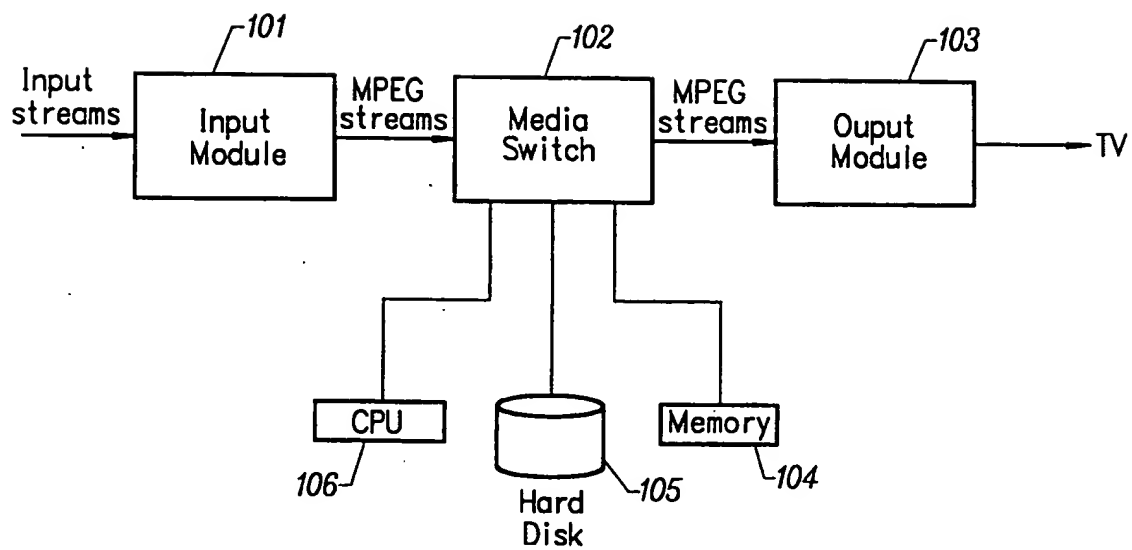 101
102
103
Input
streams
Input
Module
MPEG
streams
Media
Switch
MPEG
streams
Ouput
Module
TV
CPU
106
105
Hard
Disk
Memory
104